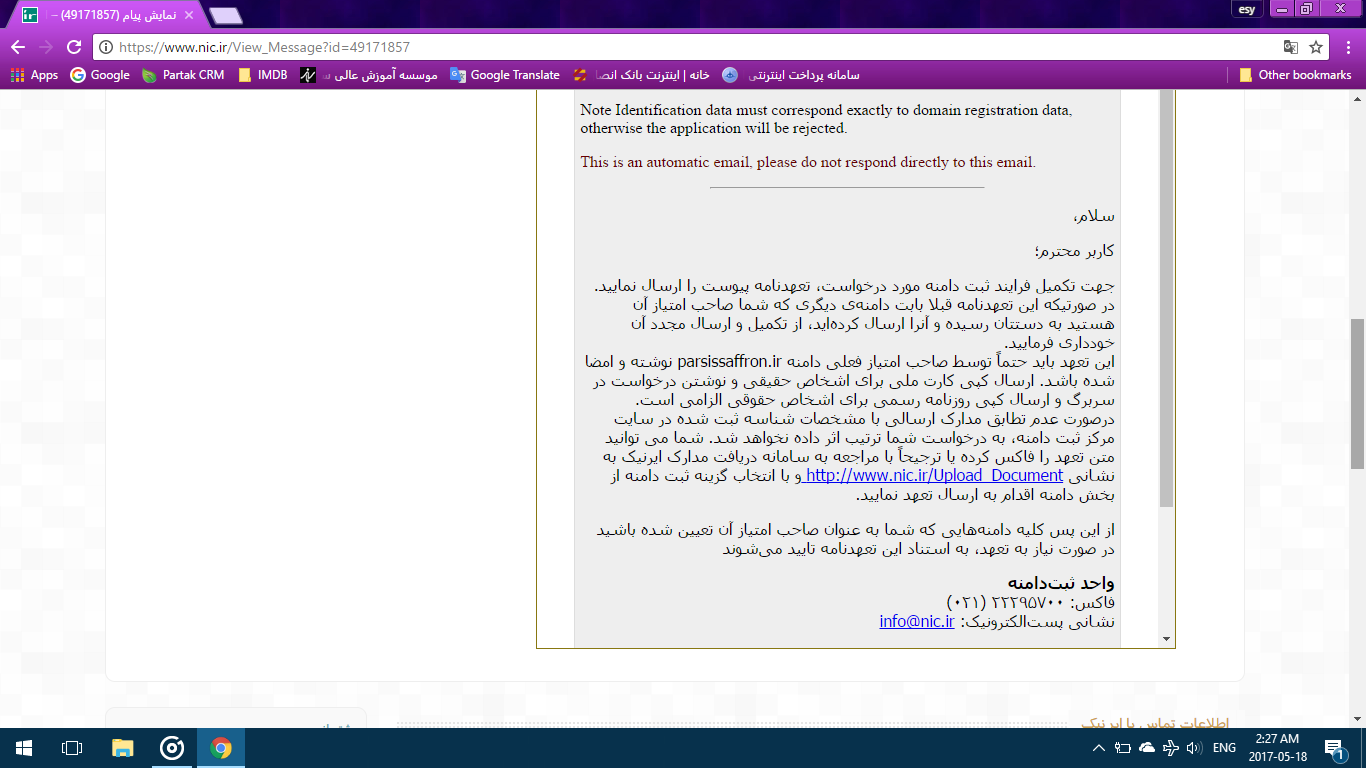 نمایش پیام (49171857) –
esy
https://www.nic.ir/View_Message?id=49171857
Apps
Google
Partak CRM
IMDB
موسسه آموزش عالی
Google Translate
خانه | اینترنت بانک انصا
سامانه پرداخت اینترنتی
Other bookmarks
Note Identification data must correspond exactly to domain registration data,
otherwise the application will be rejected.
This is an automatic email, please do not respond directly to this email.
سلام،
کاربر محترم؛
جهت تکمیل فرایند ثبت دامنه مورد درخواست، تعهدنامه پیوست را ارسال نمایید.
در صورتیکه این تعهدنامه قبلا بابت دامنه‌ی دیگری که شما صاحب امتیاز آن
هستید به دستتان رسیده و آنرا ارسال کرده‌اید، از تکمیل و ارسال مجدد آن
خودداری فرمایید.
این تعهد باید حتماً توسط صاحب امتیاز فعلی دامنه parsissaffron.ir نوشته و امضا
شده باشد. ارسال کپی کارت ملی برای اشخاص حقیقی و نوشتن درخواست در
سربرگ و ارسال کپی روزنامه رسمی برای اشخاص حقوقی الزامی است.
درصورت عدم تطابق مدارک ارسالی با مشخصات شناسه ثبت شده در سایت
مرکز ثبت دامنه، به درخواست شما ترتیب اثر داده نخواهد شد. شما می توانید
متن تعهد را فاکس کرده یا ترجیحاً با مراجعه به سامانه دریافت مدارک ایرنیک به
نشانی http://www.nic.ir/Upload_Document و با انتخاب گزینه ثبت دامنه از
بخش دامنه اقدام به ارسال تعهد نمایید.
از این پس کلیه دامنه‌هایی که شما به عنوان صاحب امتیاز آن تعیین شده باشید
در صورت نیاز به تعهد، به استناد این تعهدنامه تایید می‌شوند
واحد ثبت‌دامنه
فاکس: ۲۲۲۹۵۷۰۰ (۰۲۱)
نشانی پست‌الکترونیک: info@nic.ir
اطلاعات تماس با ایرنیک
ENG
2:27 AM
2017-05-18
1